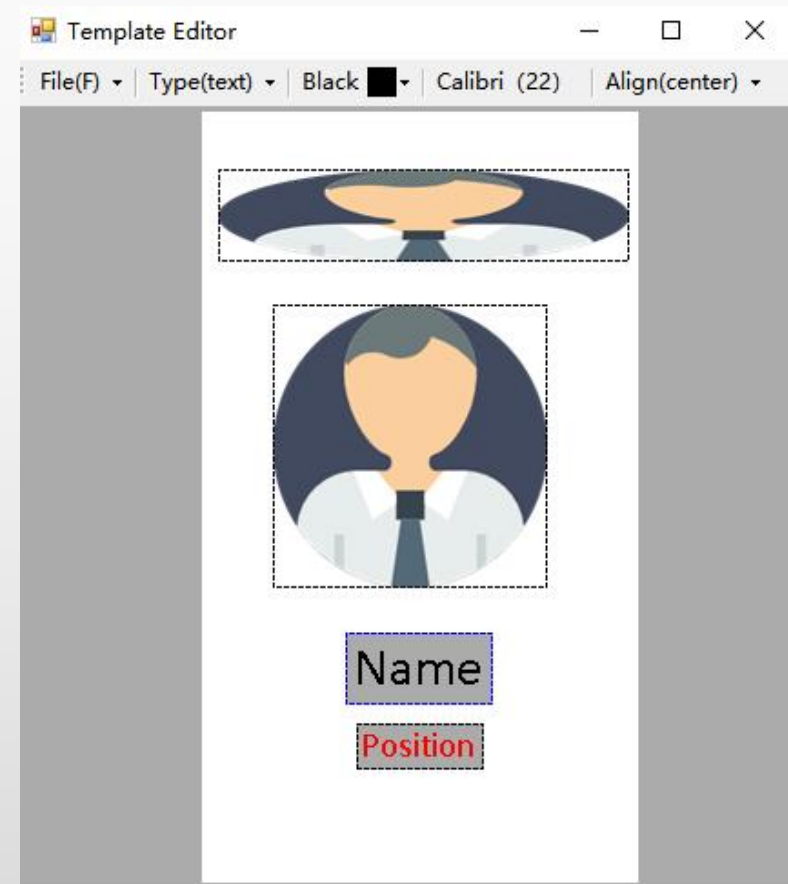 Template Editor
File(F) Type(text) Black Calibri (22) Align(center)
Name
Position